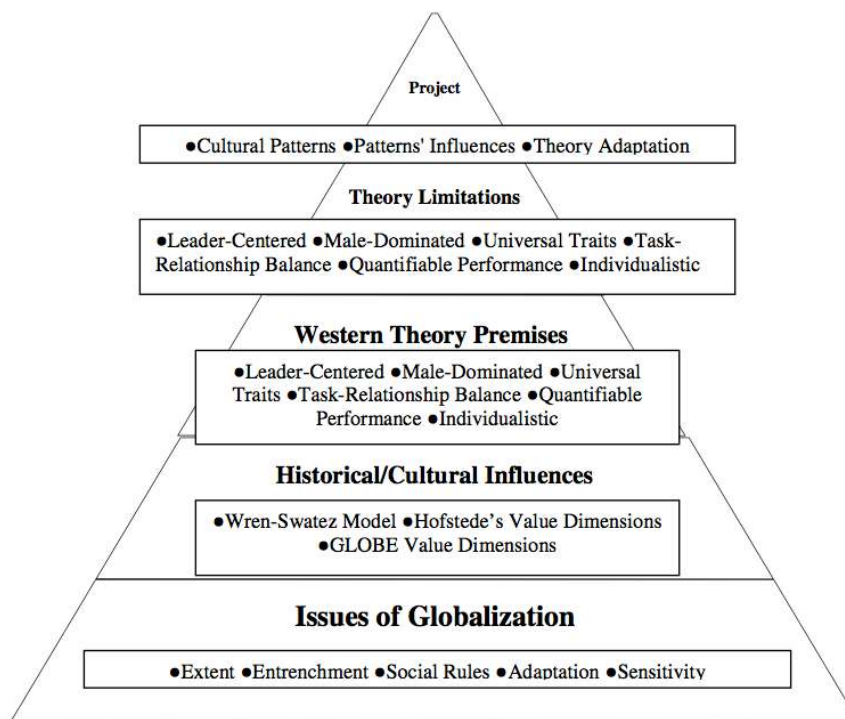 Project
●Cultural Patterns ●Patterns' Influences ●Theory Adaptation
Theory Limitations
●Leader-Centered ●Male-Dominated ●Universal Traits ●Task-
Relationship Balance ●Quantifiable Performance ●Individualistic
Western Theory Premises
●Leader-Centered ●Male-Dominated ●Universal
Traits ●Task-Relationship Balance ●Quantifiable
Performance ●Individualistic
Historical/Cultural Influences
●Wren-Swatez Model ●Hofstede’s Value Dimensions
●GLOBE Value Dimensions
Issues of Globalization
●Extent ●Entrenchment ●Social Rules ●Adaptation ●Sensitivity